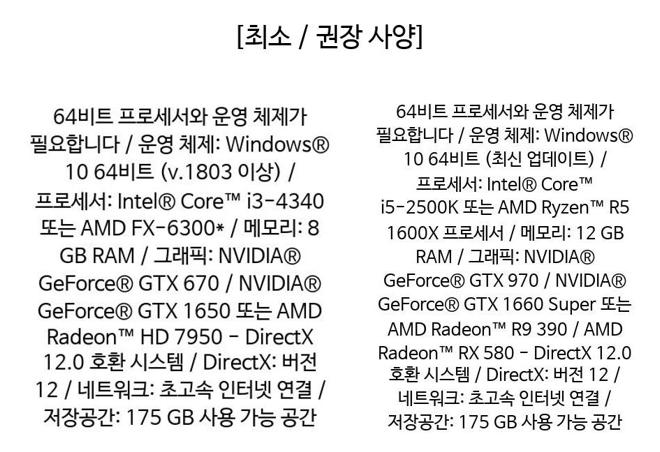 [최소 / 권장 사양]
64비트 프로세서와 운영 체제가
필요합니다 / 운영 체제: Windows®
10 64비트 (v.1803 이상) /
프로세서: Intel® Core™ i3-4340
또는 AMD FX-6300* / 메모리: 8
GB RAM / 그래픽: NVIDIA®
GeForce® GTX 670 / NVIDIA®
GeForce® GTX 1650 또는 AMD
Radeon™ HD 7950 - DirectX
12.0 호환 시스템 / DirectX: 버전
12 / 네트워크: 초고속 인터넷 연결 /
저장공간: 175 GB 사용 가능 공간
64비트 프로세서와 운영 체제가
필요합니다 / 운영 체제: Windows®
10 64비트 (최신 업데이트) /
프로세서: Intel® Core™
i5-2500K 또는 AMD Ryzen™ R5
1600X 프로세서 / 메모리: 12 GB
RAM / 그래픽: NVIDIA®
GeForce® GTX 970 / NVIDIA®
GeForce® GTX 1660 Super 또는
AMD Radeon™ R9 390 / AMD
Radeon™ RX 580 - DirectX 12.0
호환 시스템 / DirectX: 버전 12 /
네트워크: 초고속 인터넷 연결 /
저장공간: 175 GB 사용 가능 공간